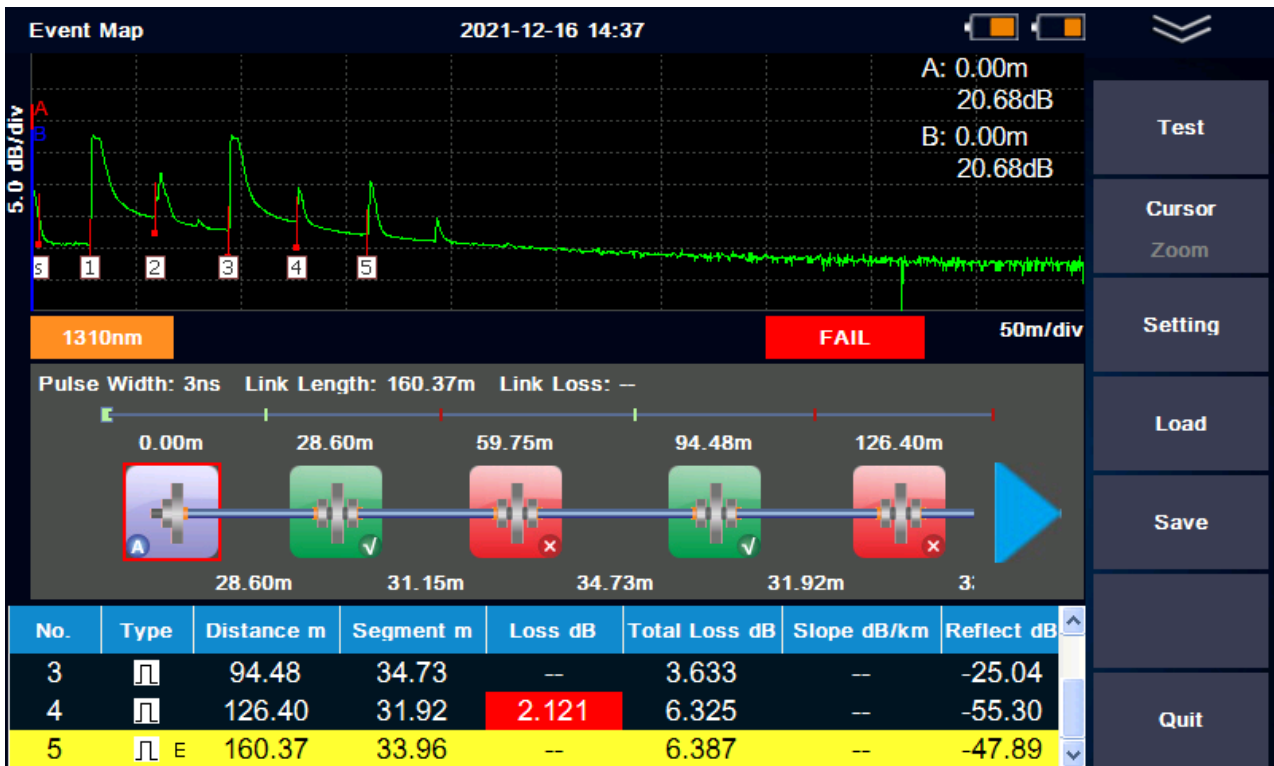 Event Map 2021-12-16 14:37
A: 0.00m
20.68dB
B: 0.00m
20.68dB
A
B
5.0 dB/div
s 1 2 3 4 5
1310nm FAIL 50m/div
Pulse Width: 3ns Link Length: 160.37m Link Loss: --
0.00m 28.60m 59.75m 94.48m 126.40m
A √ × √ ×
28.60m 31.15m 34.73m 31.92m
No. Type Distance m Segment m Loss dB Total Loss dB Slope dB/km Reflect dB
3 94.48 34.73 -- 3.633 -- -25.04
4 126.40 31.92 2.121 6.325 -- -55.30
5 E 160.37 33.96 -- 6.387 -- -47.89
Test
Cursor
Zoom
Setting
Load
Save
Quit